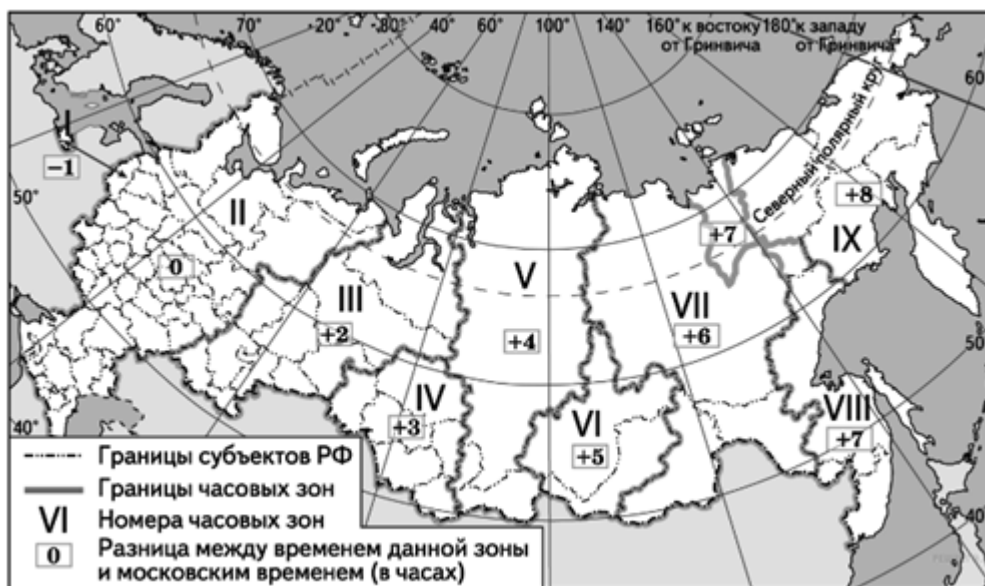 60° 40° 20° 40° 60° 80° 100° 120° 140° 160° к востоку 180° к западу
от Гринвича от Гринвича
60°
I
−1
50°
II
0
III
+2
IV
+3
V
+4
VI
+5
VII
+6
+7
Северный полярный круг
+8
IX
VIII
+7
50°
40°
40°
Границы субъектов РФ
Границы часовых зон
VI Номера часовых зон
0 Разница между временем данной зоны
и московским временем (в часах)